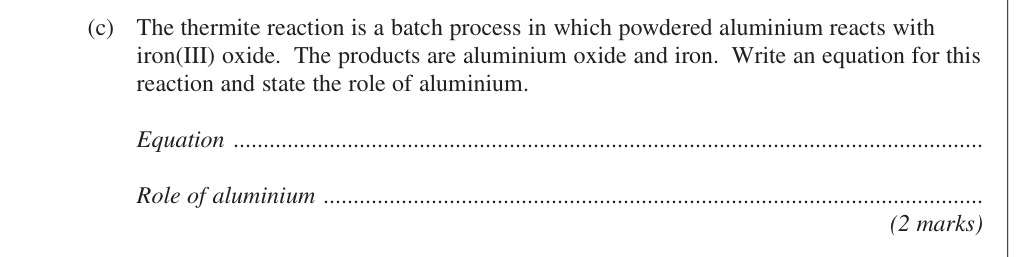 (c) The thermite reaction is a batch process in which powdered aluminium reacts with
iron(III) oxide. The products are aluminium oxide and iron. Write an equation for this
reaction and state the role of aluminium.
Equation ..............................................................................................................................
Role of aluminium ..............................................................................................................
(2 marks)